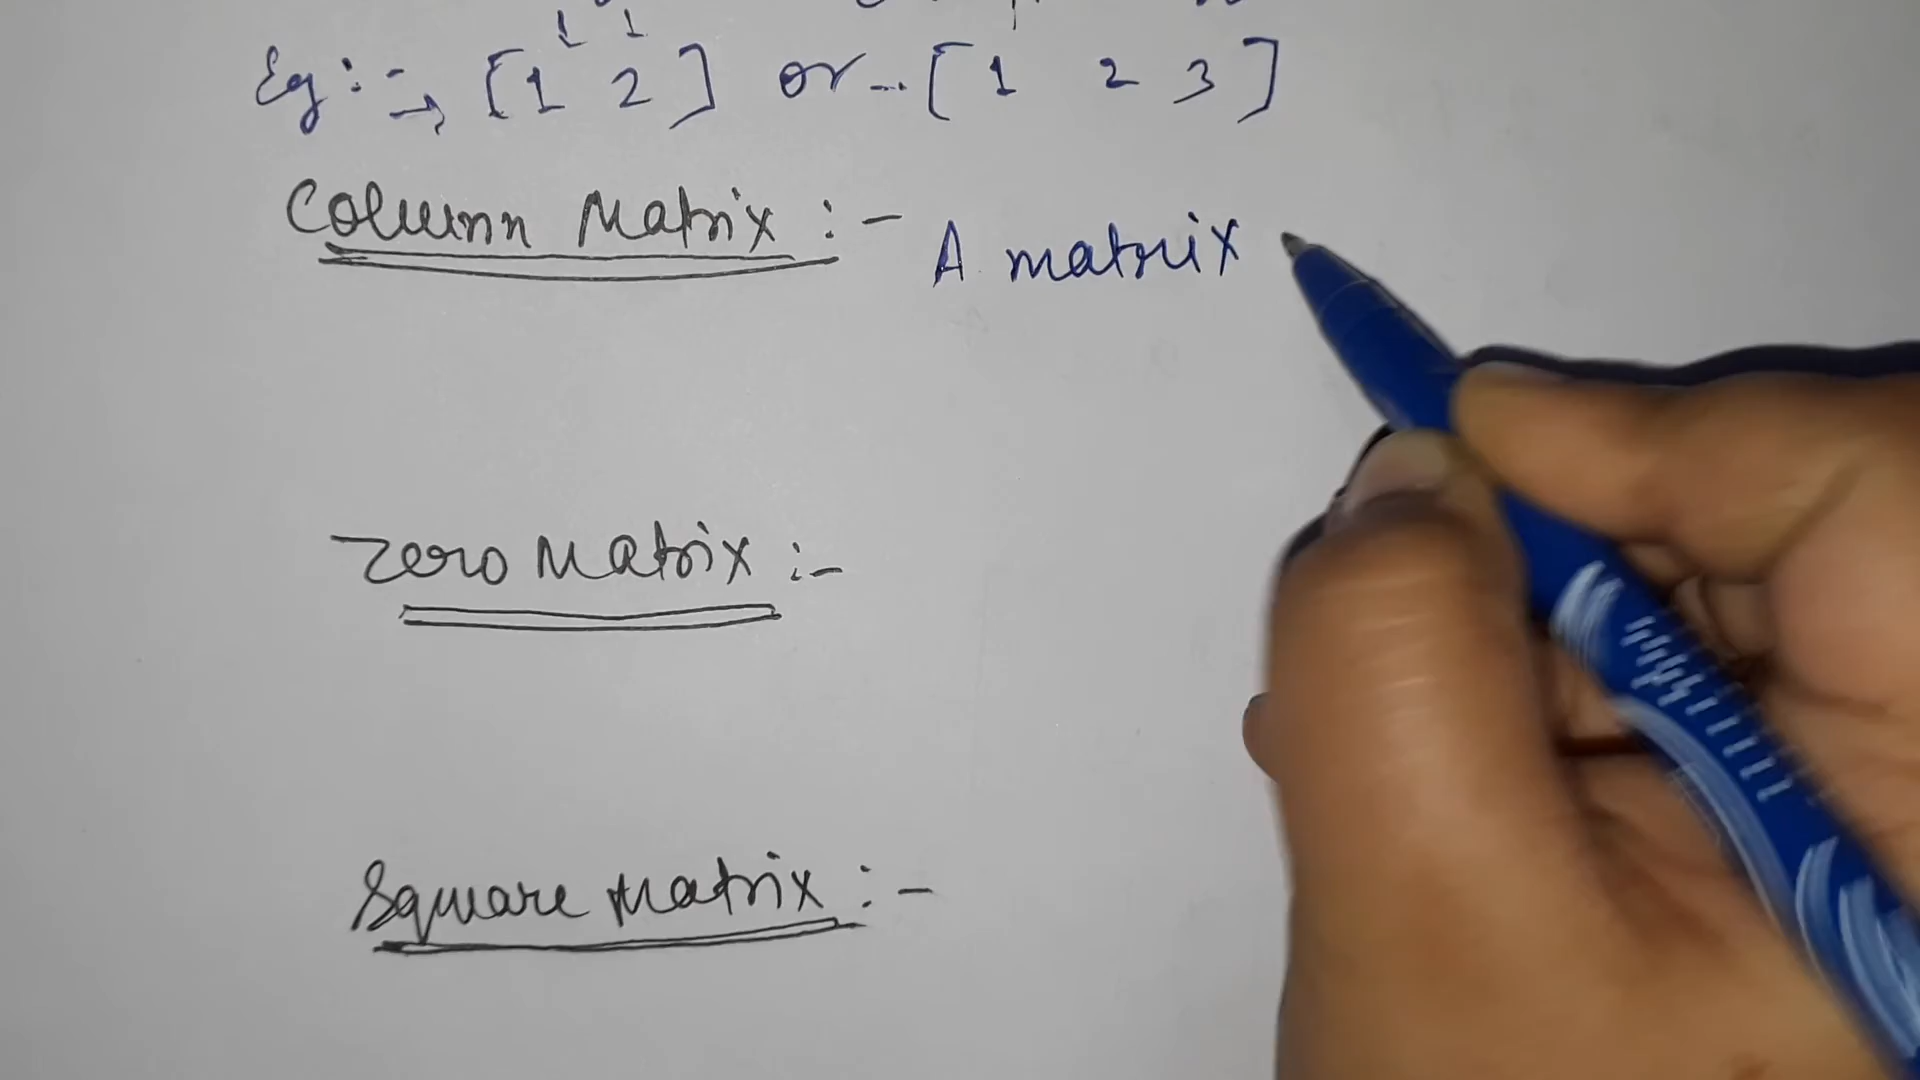 Eg:- → [1 2] or.. [1 2 3]
Column Matrix :- A matrix
Zero Matrix :-
Square Matrix :-